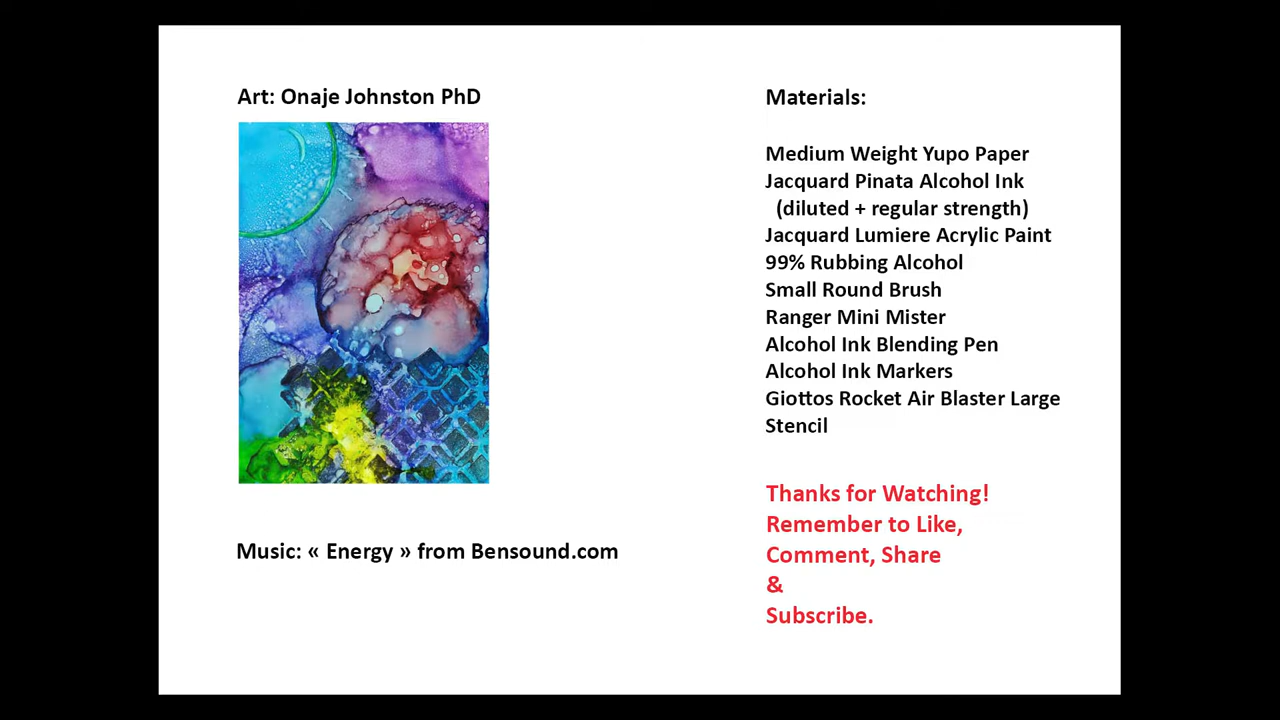 Art: Onaje Johnston PhD
Music: « Energy » from Bensound.com
Materials:
Medium Weight Yupo Paper
Jacquard Pinata Alcohol Ink
(diluted + regular strength)
Jacquard Lumiere Acrylic Paint
99% Rubbing Alcohol
Small Round Brush
Ranger Mini Mister
Alcohol Ink Blending Pen
Alcohol Ink Markers
Giottos Rocket Air Blaster Large
Stencil
Thanks for Watching!
Remember to Like,
Comment, Share
&
Subscribe.